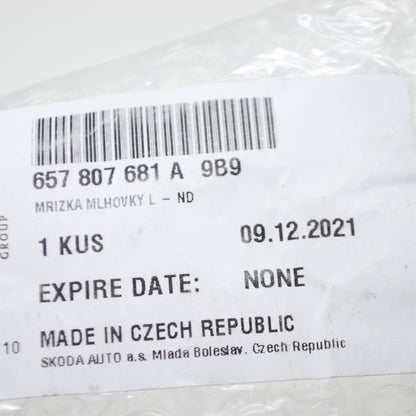 657 807 681 A 9B9
MRIZKA MLHOVKY L - ND
GROUP
1 KUS 09.12.2021
EXPIRE DATE: NONE
10 MADE IN CZECH REPUBLIC
SKODA AUTO a.s. Mlada Boleslav. Czech Republic